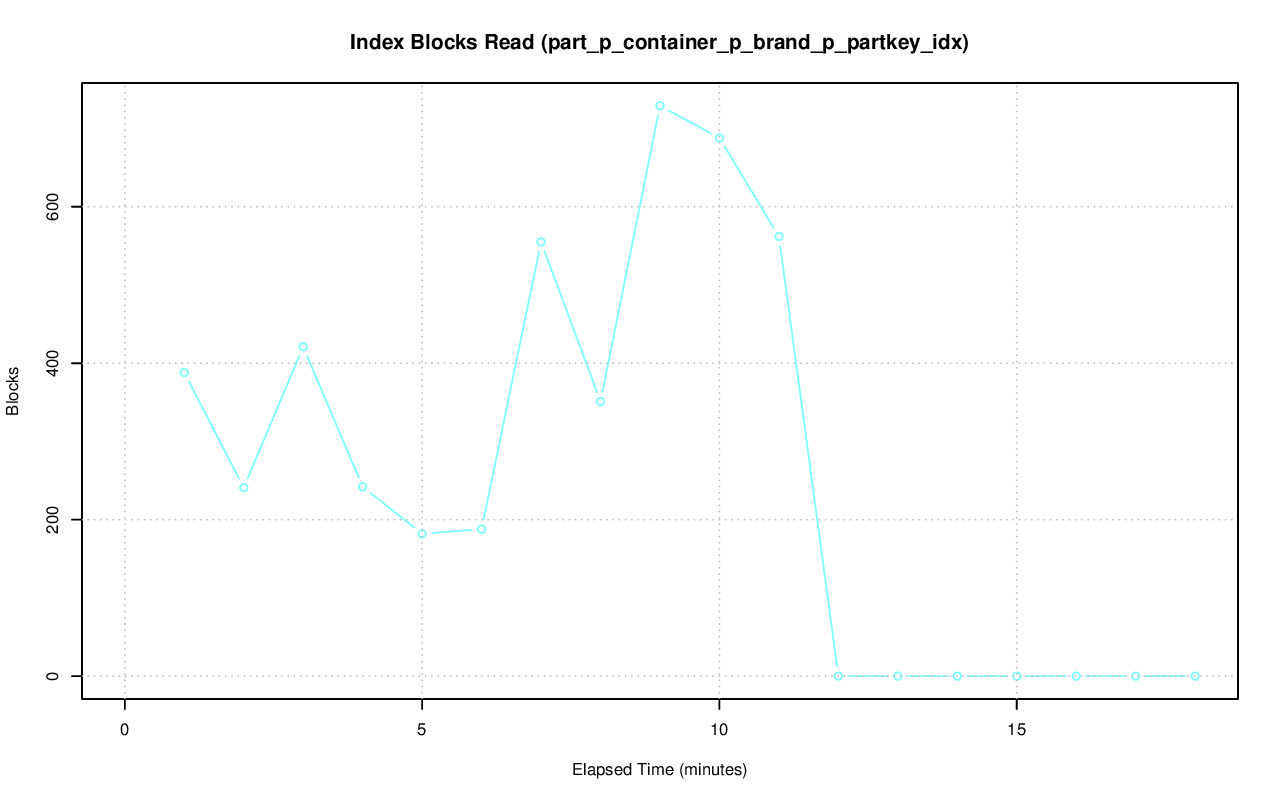 Index Blocks Read (part_p_container_p_brand_p_partkey_idx)
Blocks
600
400
200
0
0 5 10 15
Elapsed Time (minutes)